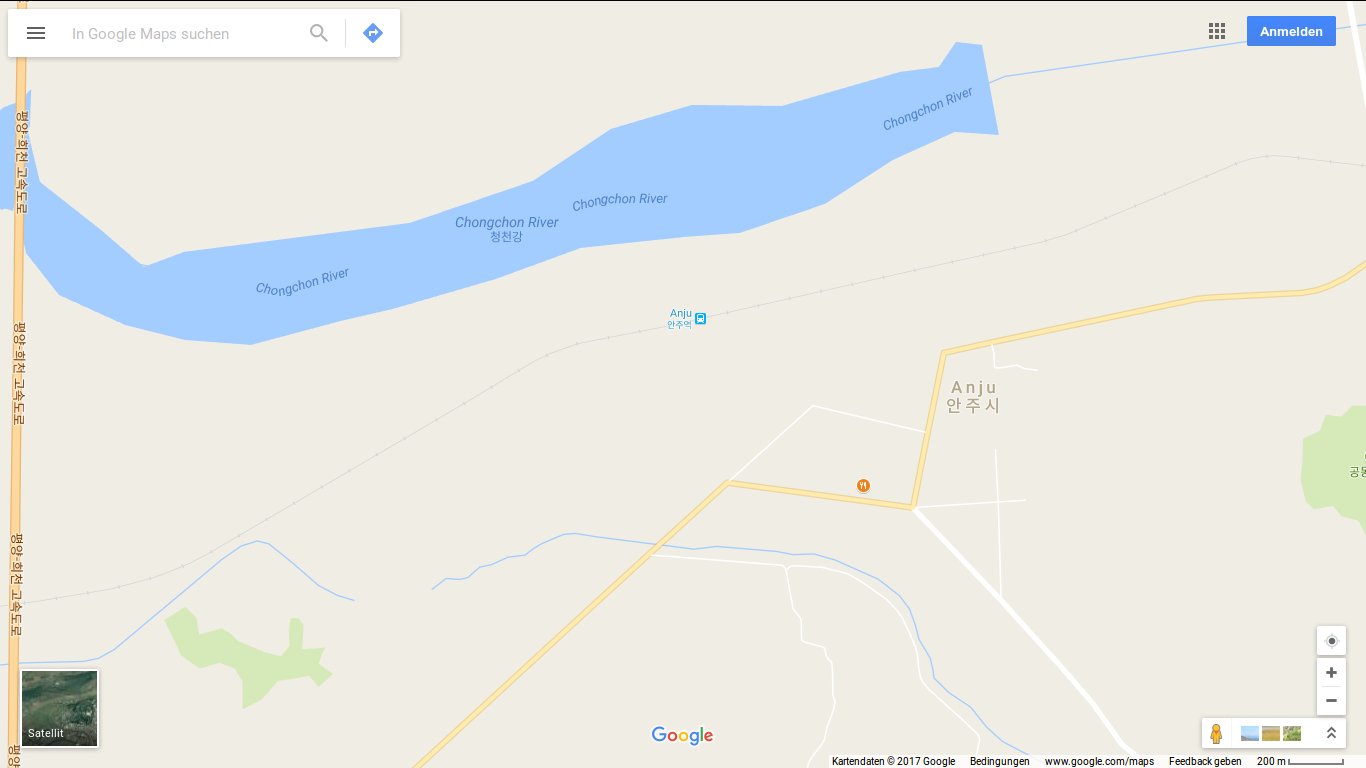 In Google Maps suchen
Anmelden
Chongchon River
Chongchon River
Chongchon River
청천강
Chongchon River
평양-희천 고속도로
Anju
안주역
평양-희천 고속도로
Anju
안주시
평양-희천 고속도로
Satellit
Google
Kartendaten © 2017 Google Bedingungen www.google.com/maps Feedback geben 200 m